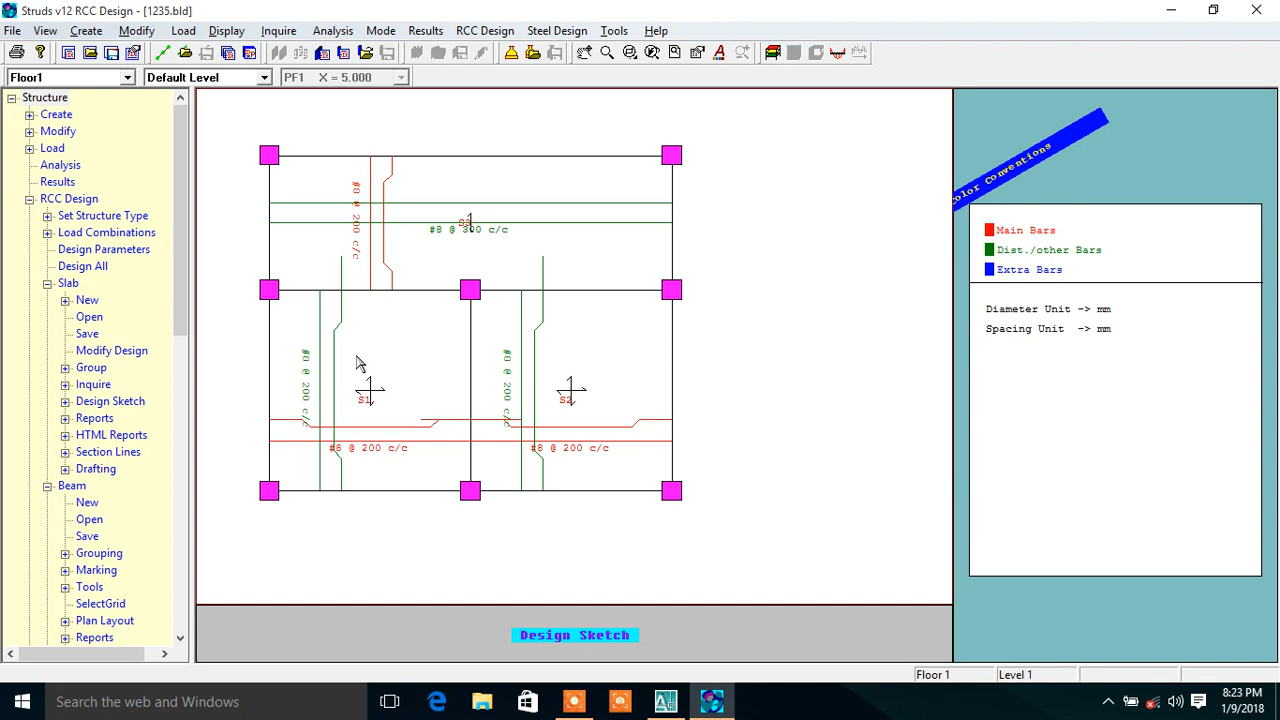 Struds v12 RCC Design - [1235.bld]
File View Create Modify Load Display Inquire Analysis Mode Results RCC Design Steel Design Tools Help
Floor1 Default Level PF1 X = 5.000
Structure
Create
Modify
Load
Analysis
Results
RCC Design
Set Structure Type
Load Combinations
Design Parameters
Design All
Slab
New
Open
Save
Modify Design
Group
Inquire
Design Sketch
Reports
HTML Reports
Section Lines
Drafting
Beam
New
Open
Save
Grouping
Marking
Tools
SelectGrid
Plan Layout
Reports
#8 @ 200 c/c
#8 @ 300 c/c
#8 @ 200 c/c
#8 @ 200 c/c
S1
S2
#8 @ 200 c/c
#8 @ 200 c/c
Design Sketch
Color Conventions
Main Bars
Dist./other Bars
Extra Bars
Diameter Unit -> mm
Spacing Unit -> mm
Floor 1 Level 1
Search the web and Windows
8:23 PM
1/9/2018